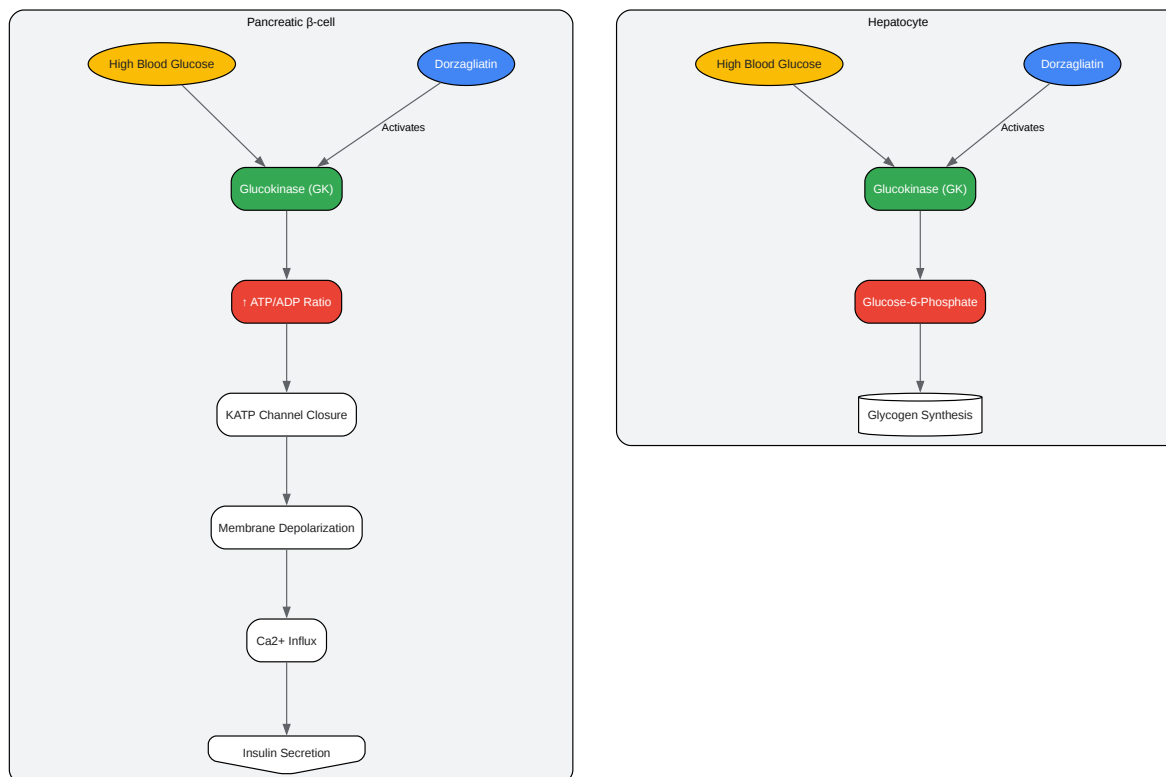 Pancreatic β-cell
High Blood Glucose
Dorzagliatin
Activates
Glucokinase (GK)
↑ ATP/ADP Ratio
KATP Channel Closure
Membrane Depolarization
Ca2+ Influx
Insulin Secretion
Hepatocyte
High Blood Glucose
Dorzagliatin
Activates
Glucokinase (GK)
Glucose-6-Phosphate
Glycogen Synthesis